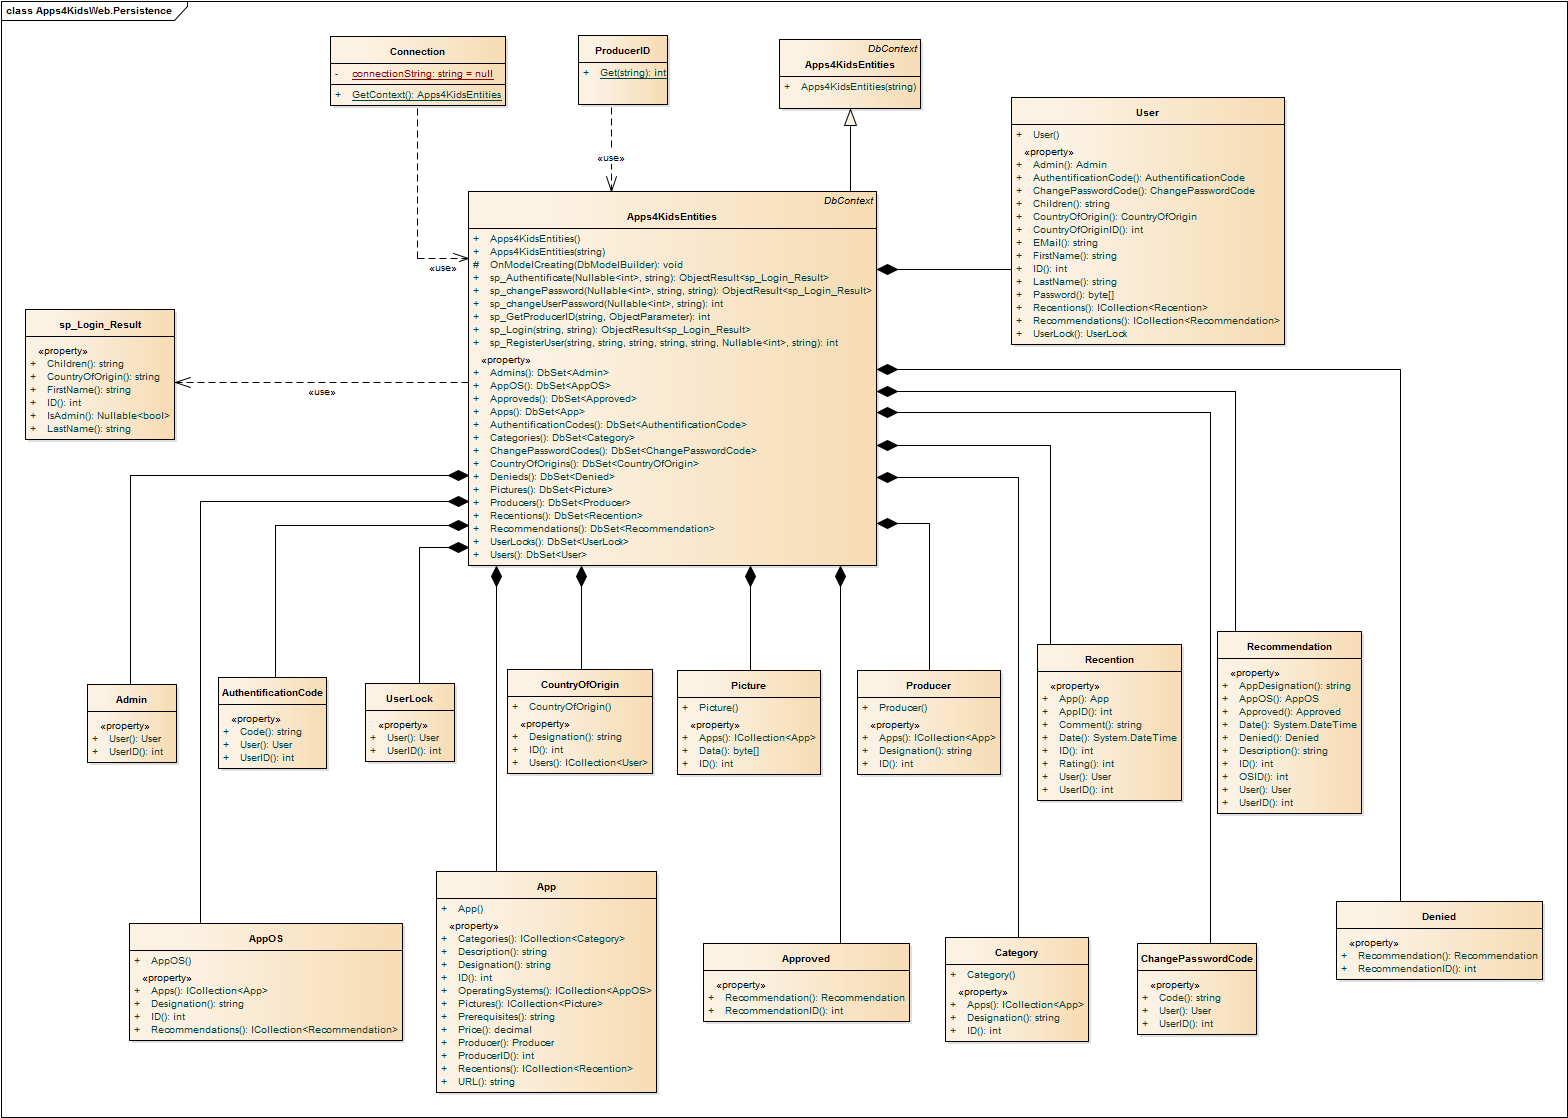 class Apps4KidsWeb.Persistence
Connection
- connectionString: string = null
+ GetContext(): Apps4KidsEntities
ProducerID
+ Get(string): int
DbContext
Apps4KidsEntities
+ Apps4KidsEntities(string)
User
+ User()
«property»
+ Admin(): Admin
+ AuthentificationCode(): AuthentificationCode
+ ChangePasswordCode(): ChangePasswordCode
+ Children(): string
+ CountryOfOrigin(): CountryOfOrigin
+ CountryOfOriginID(): int
+ EMail(): string
+ FirstName(): string
+ ID(): int
+ LastName(): string
+ Password(): byte[]
+ Recentions(): ICollection<Recention>
+ Recommendations(): ICollection<Recommendation>
+ UserLock(): UserLock
«use»
«use»
DbContext
Apps4KidsEntities
+ Apps4KidsEntities()
+ Apps4KidsEntities(string)
# OnModelCreating(DbModelBuilder): void
+ sp_Authentificate(Nullable<int>, string): ObjectResult<sp_Login_Result>
+ sp_changePassword(Nullable<int>, string, string): ObjectResult<sp_Login_Result>
+ sp_changeUserPassword(Nullable<int>, string): int
+ sp_GetProducerID(string, ObjectParameter): int
+ sp_Login(string, string): ObjectResult<sp_Login_Result>
+ sp_RegisterUser(string, string, string, string, string, Nullable<int>, string): int
«property»
+ Admins(): DbSet<Admin>
+ AppOS(): DbSet<AppOS>
+ Approveds(): DbSet<Approved>
+ Apps(): DbSet<App>
+ AuthentificationCodes(): DbSet<AuthentificationCode>
+ Categories(): DbSet<Category>
+ ChangePasswordCodes(): DbSet<ChangePasswordCode>
+ CountryOfOrigins(): DbSet<CountryOfOrigin>
+ Denieds(): DbSet<Denied>
+ Pictures(): DbSet<Picture>
+ Producers(): DbSet<Producer>
+ Recentions(): DbSet<Recention>
+ Recommendations(): DbSet<Recommendation>
+ UserLocks(): DbSet<UserLock>
+ Users(): DbSet<User>
sp_Login_Result
«property»
+ Children(): string
+ CountryOfOrigin(): string
+ FirstName(): string
+ ID(): int
+ IsAdmin(): Nullable<bool>
+ LastName(): string
«use»
Admin
«property»
+ User(): User
+ UserID(): int
AuthentificationCode
«property»
+ Code(): string
+ User(): User
+ UserID(): int
UserLock
«property»
+ User(): User
+ UserID(): int
CountryOfOrigin
+ CountryOfOrigin()
«property»
+ Designation(): string
+ ID(): int
+ Users(): ICollection<User>
Picture
+ Picture()
«property»
+ Apps(): ICollection<App>
+ Data(): byte[]
+ ID(): int
Producer
+ Producer()
«property»
+ Apps(): ICollection<App>
+ Designation(): string
+ ID(): int
Recention
«property»
+ App(): App
+ AppID(): int
+ Comment(): string
+ Date(): System.DateTime
+ ID(): int
+ Rating(): int
+ User(): User
+ UserID(): int
Recommendation
«property»
+ AppDesignation(): string
+ AppOS(): AppOS
+ Approved(): Approved
+ Date(): System.DateTime
+ Denied(): Denied
+ Description(): string
+ ID(): int
+ OSID(): int
+ User(): User
+ UserID(): int
AppOS
+ AppOS()
«property»
+ Apps(): ICollection<App>
+ Designation(): string
+ ID(): int
+ Recommendations(): ICollection<Recommendation>
App
+ App()
«property»
+ Categories(): ICollection<Category>
+ Description(): string
+ Designation(): string
+ ID(): int
+ OperatingSystems(): ICollection<AppOS>
+ Pictures(): ICollection<Picture>
+ Prerequisites(): string
+ Price(): decimal
+ Producer(): Producer
+ ProducerID(): int
+ Recentions(): ICollection<Recention>
+ URL(): string
Approved
«property»
+ Recommendation(): Recommendation
+ RecommendationID(): int
Category
+ Category()
«property»
+ Apps(): ICollection<App>
+ Designation(): string
+ ID(): int
ChangePasswordCode
«property»
+ Code(): string
+ User(): User
+ UserID(): int
Denied
«property»
+ Recommendation(): Recommendation
+ RecommendationID(): int